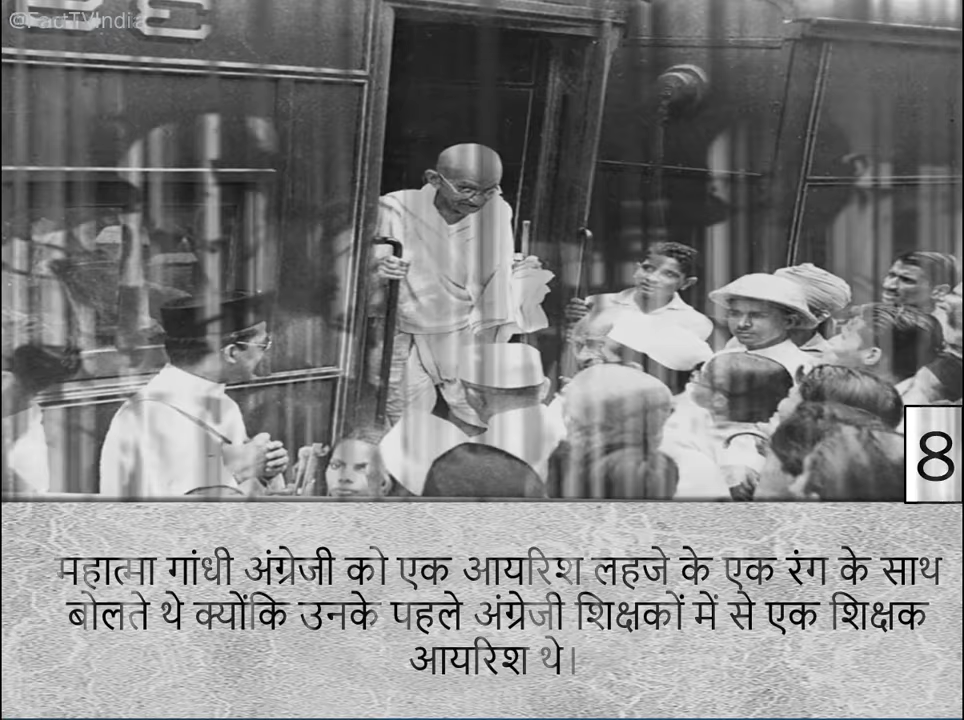 @FactTVIndia
8
महात्मा गांधी अंग्रेजी को एक आयरिश लहजे के एक रंग के साथ
बोलते थे क्योंकि उनके पहले अंग्रेजी शिक्षकों में से एक शिक्षक
आयरिश थे।